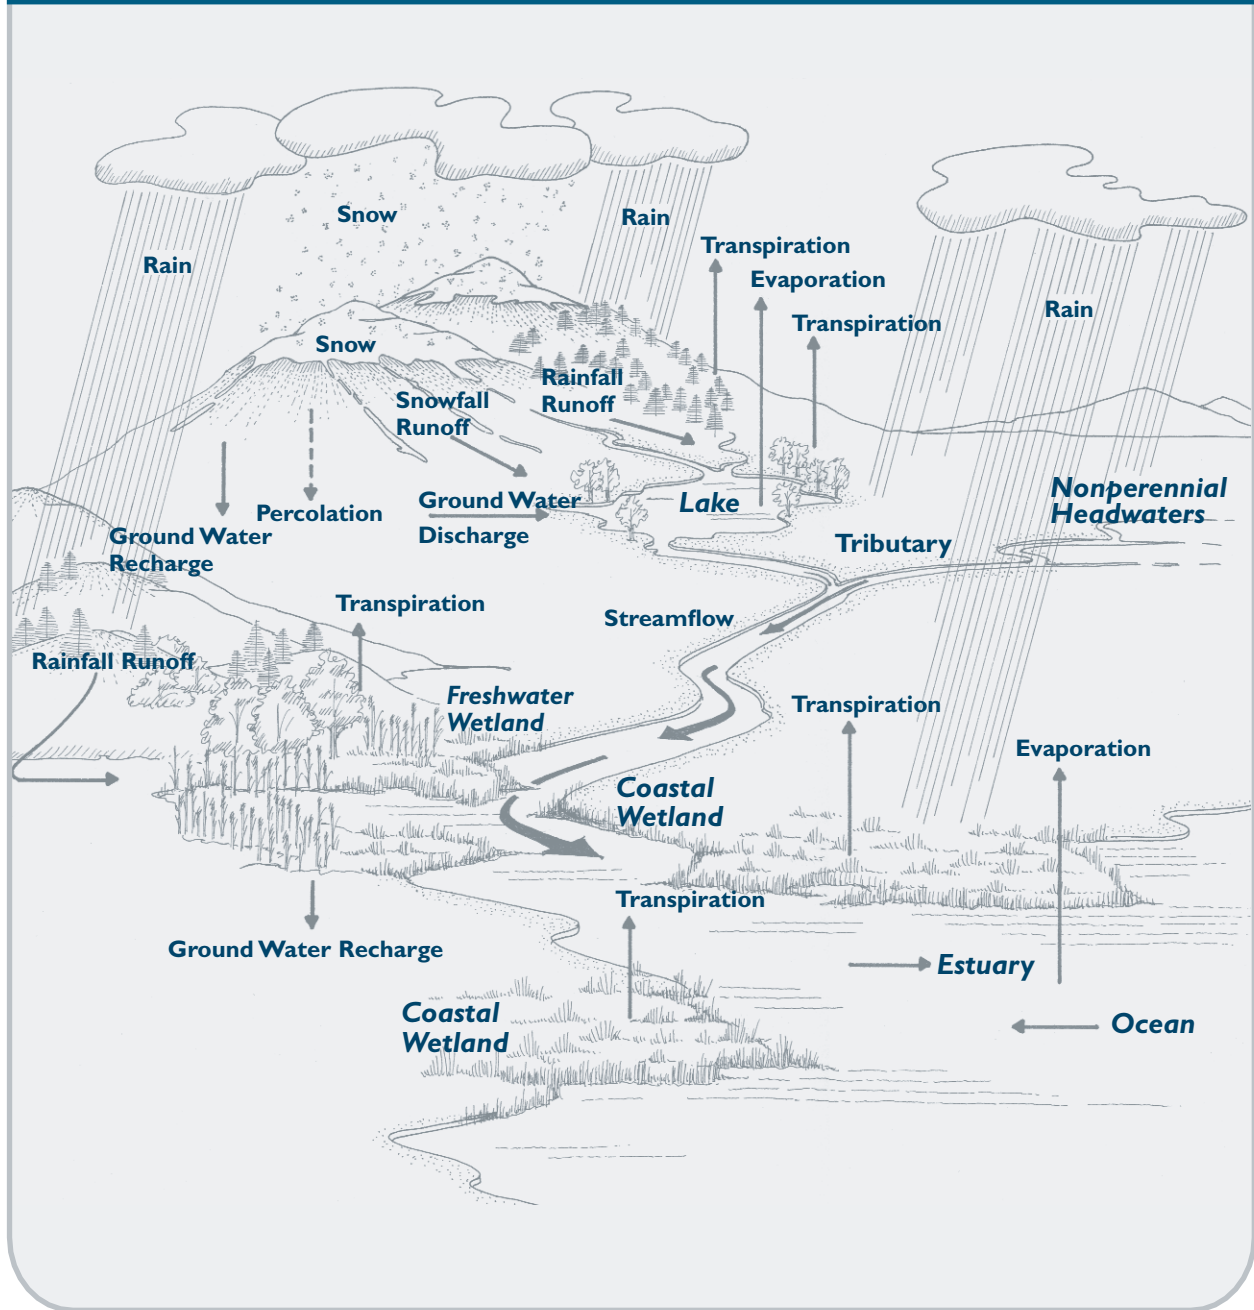 Snow
Rain
Transpiration
Rain
Evaporation
Rain
Transpiration
Snow
Rainfall
Runoff
Snowfall
Runoff
Nonperennial
Headwaters
Ground Water
Discharge
Lake
Percolation
Ground Water
Recharge
Tributary
Transpiration
Streamflow
Rainfall Runoff
Freshwater
Wetland
Transpiration
Evaporation
Coastal
Wetland
Transpiration
Ground Water Recharge
Estuary
Coastal
Wetland
Ocean